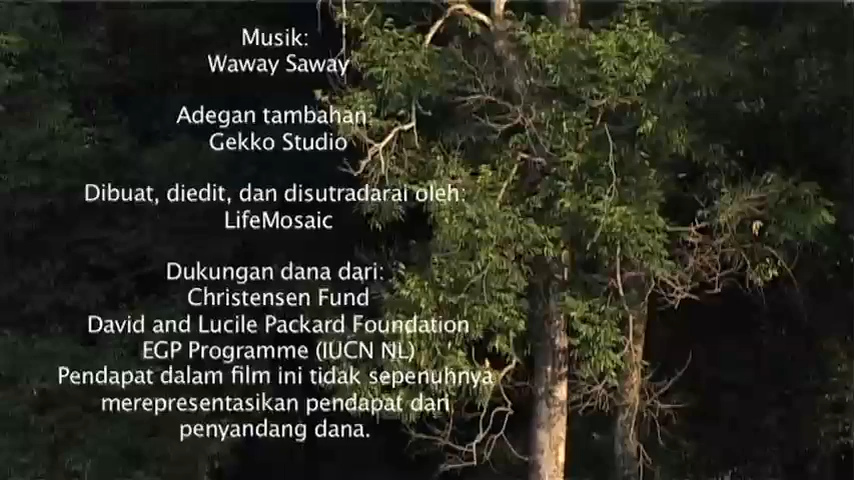 Musik:
Waway Saway
Adegan tambahan:
Gekko Studio
Dibuat, diedit, dan disutradarai oleh:
LifeMosaic
Dukungan dana dari:
Christensen Fund
David and Lucile Packard Foundation
EGP Programme (IUCN NL)
Pendapat dalam film ini tidak sepenuhnya
merepresentasikan pendapat dari
penyandang dana.